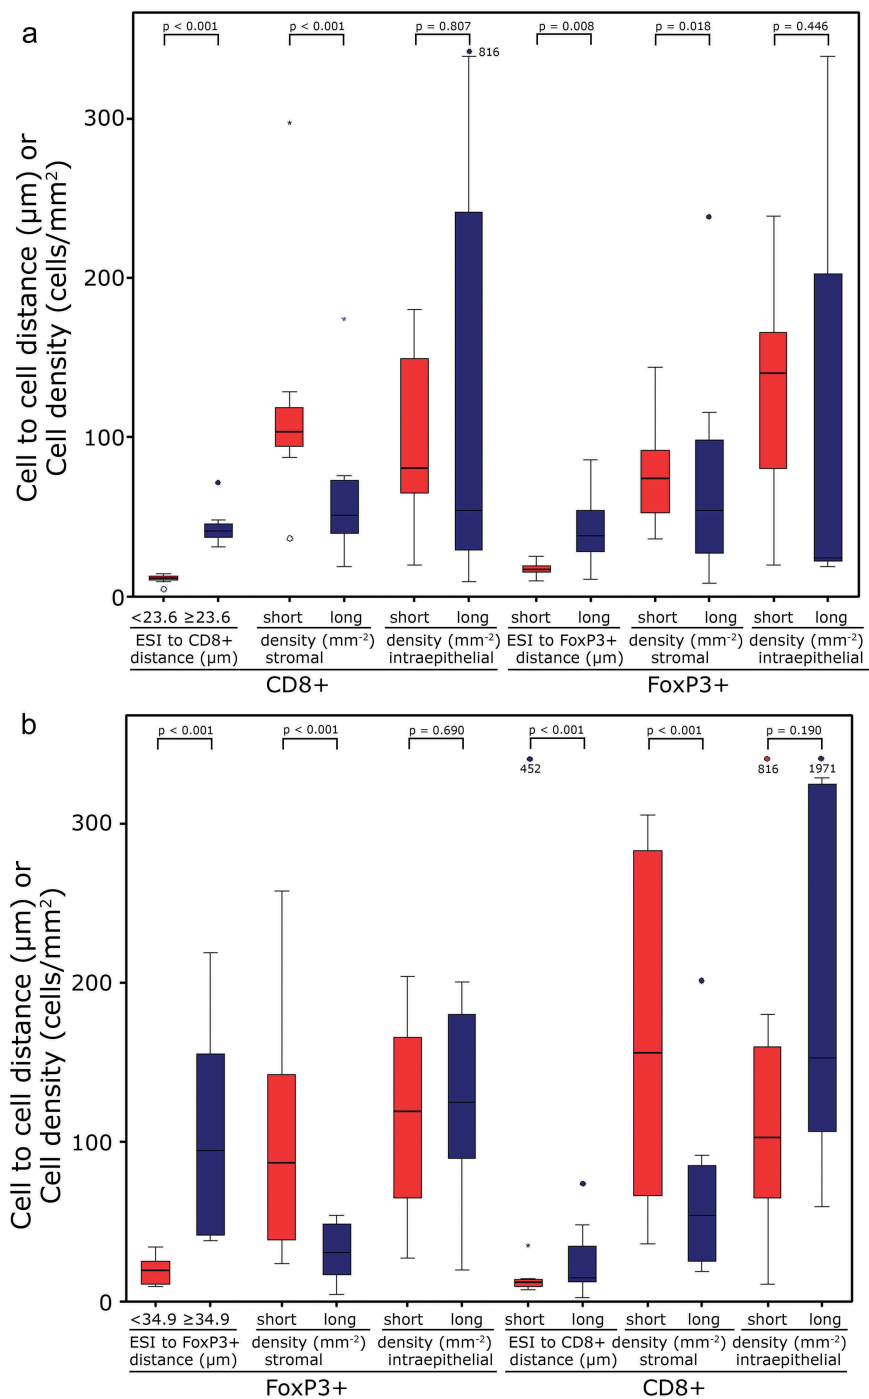 a
p < 0.001
p < 0.001
p = 0.807
p = 0.008
p = 0.018
p = 0.446
816
Cell to cell distance (µm) or
Cell density (cells/mm²)
300
200
100
0
<23.6 ≥23.6
short long
short long
short long
short long
short long
ESI to CD8+
distance (µm)
density (mm⁻²)
stromal
density (mm⁻²)
intraepithelial
ESI to FoxP3+
distance (µm)
density (mm⁻²)
stromal
density (mm⁻²)
intraepithelial
CD8+
FoxP3+
b
p < 0.001
p < 0.001
p = 0.690
p < 0.001
p < 0.001
p = 0.190
452
816
1971
Cell to cell distance (µm) or
Cell density (cells/mm²)
300
200
100
0
<34.9 ≥34.9
short long
short long
short long
short long
short long
ESI to FoxP3+
distance (µm)
density (mm⁻²)
stromal
density (mm⁻²)
intraepithelial
ESI to CD8+
distance (µm)
density (mm⁻²)
stromal
density (mm⁻²)
intraepithelial
FoxP3+
CD8+